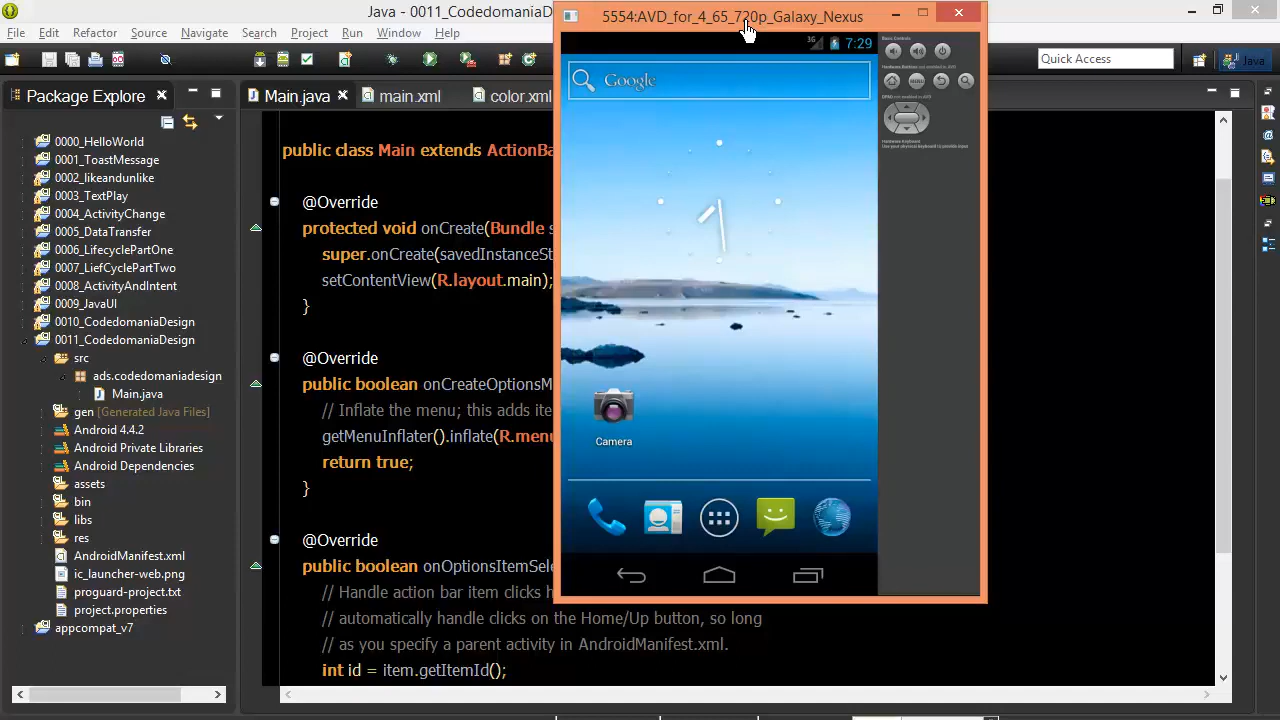 Java - 0011_CodedomaniaD
5554:AVD_for_4_65_720p_Galaxy_Nexus
File Edit Refactor Source Navigate Search Project Run Window Help
Quick Access
Java
Package Explore
Main.java
main.xml
color.xml
0000_HelloWorld
0001_ToastMessage
0002_likeandunlike
0003_TextPlay
0004_ActivityChange
0005_DataTransfer
0006_LifecyclePartOne
0007_LiefCyclePartTwo
0008_ActivityAndIntent
0009_JavaUI
0010_CodedomaniaDesign
0011_CodedomaniaDesign
src
ads.codedomaniadesign
Main.java
gen [Generated Java Files]
Android 4.4.2
Android Private Libraries
Android Dependencies
assets
bin
libs
res
AndroidManifest.xml
ic_launcher-web.png
proguard-project.txt
project.properties
appcompat_v7
public class Main extends ActionBa
@Override
protected void onCreate(Bundle s
super.onCreate(savedInstanceSt
setContentView(R.layout.main);
}
@Override
public boolean onCreateOptionsM
// Inflate the menu; this adds ite
getMenuInflater().inflate(R.menu
return true;
}
@Override
public boolean onOptionsItemSele
// Handle action bar item clicks h
// automatically handle clicks on the Home/Up button, so long
// as you specify a parent activity in AndroidManifest.xml.
int id = item.getItemId();
3G
7:29
Google
Camera
Basic Controls
MENU